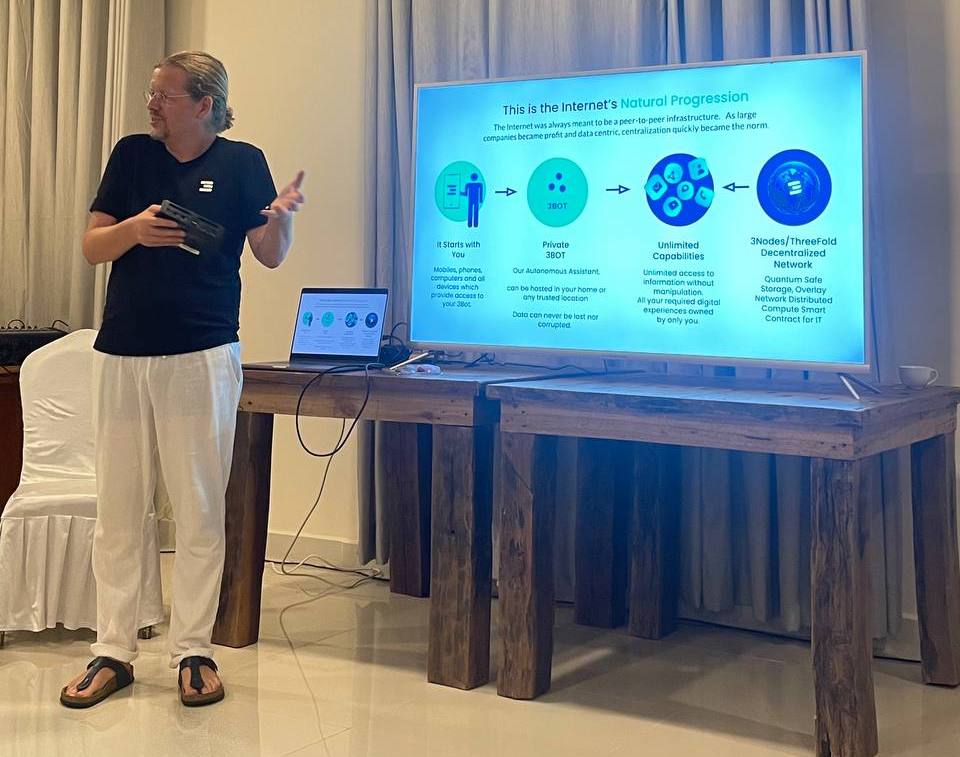 This is the Internet's Natural Progression
The Internet was always meant to be a peer-to-peer infrastructure. As large
companies became profit and data centric, centralization quickly became the norm.
3BOT
It Starts with
You
Mobiles, phones,
computers and all
devices which
provide access to
your 3Bot.
Private
3BOT
Our Autonomous Assistant,
can be hosted in your home or
any trusted location
Data can never be lost nor
corrupted.
Unlimited
Capabilities
Unlimited access to
information without
manipulation.
All your required digital
experiences owned
by only you.
3Nodes/ThreeFold
Decentralized
Network
Quantum Safe
Storage, Overlay
Network Distributed
Compute Smart
Contract for IT